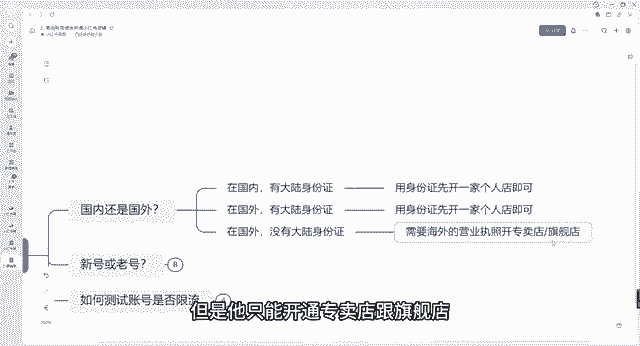 国内还是国外?
在国内,有大陆身份证
用身份证先开一家个人店即可
在国外,有大陆身份证
用身份证先开一家个人店即可
在国外,没有大陆身份证
需要海外的营业执照开专卖店/旗舰店
新号或老号?
8
如何测试账号是否限流
但是他只能开通专卖店跟旗舰店